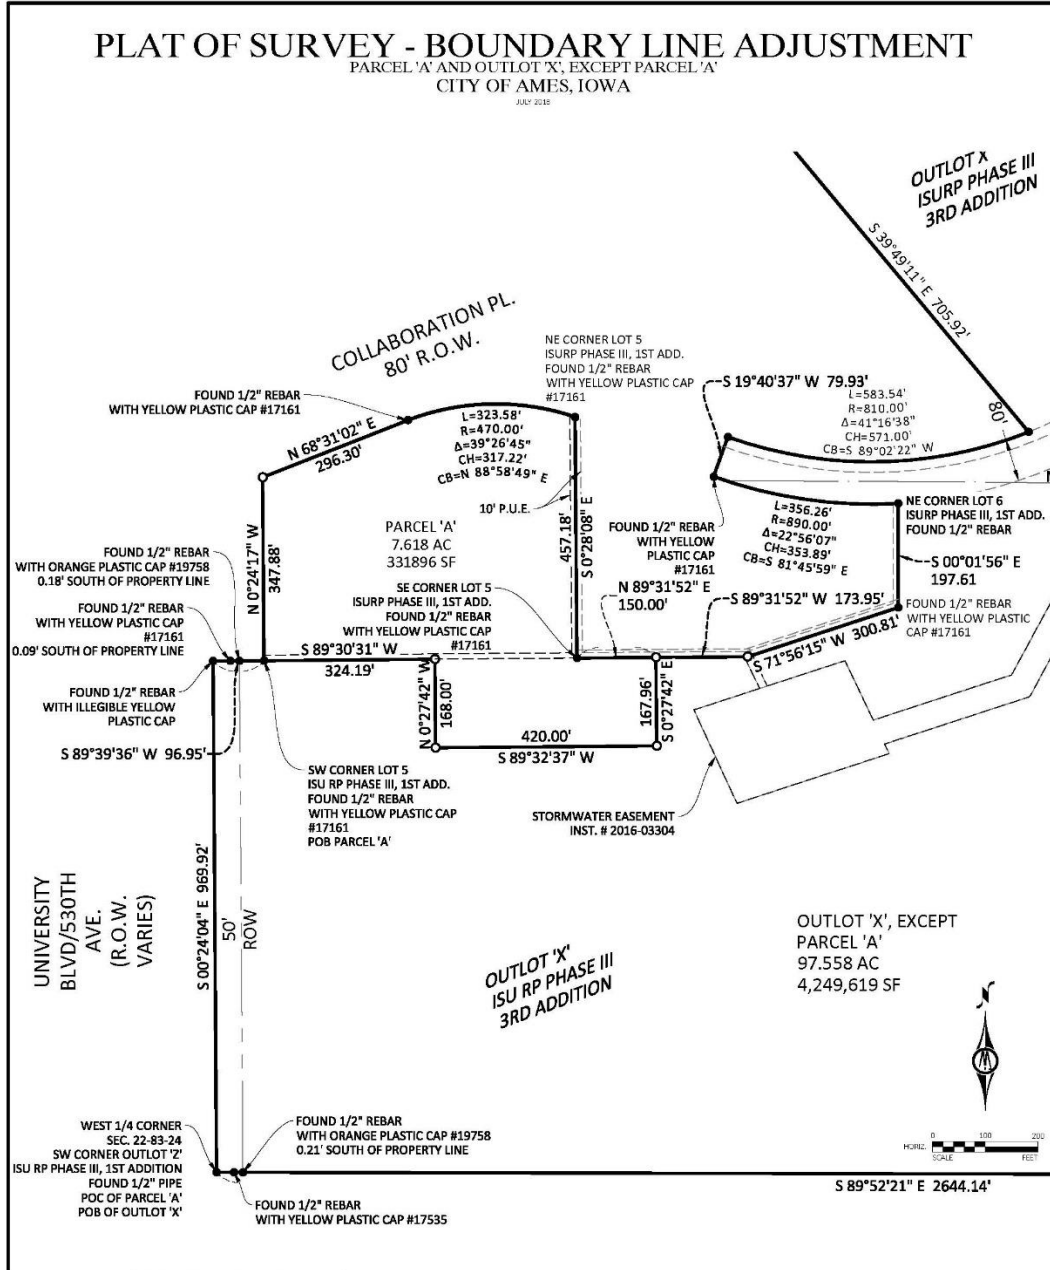 PLAT OF SURVEY - BOUNDARY LINE ADJUSTMENT
PARCEL 'A' AND OUTLOT 'X', EXCEPT PARCEL 'A'
CITY OF AMES, IOWA
JULY 2018
OUTLOT X
ISURP PHASE III
3RD ADDITION
S 39°49'11" E 705.92'
80'
COLLABORATION PL.
80' R.O.W.
NE CORNER LOT 5
ISURP PHASE III, 1ST ADD.
FOUND 1/2" REBAR
WITH YELLOW PLASTIC CAP
#17161
S 19°40'37" W 79.93'
L=583.54'
R=810.00'
Δ=41°16'38"
CH=571.00'
CB=S 89°02'22" W
FOUND 1/2" REBAR
WITH YELLOW PLASTIC CAP #17161
N 68°31'02" E
296.30'
L=323.58'
R=470.00'
Δ=39°26'45"
CH=317.22'
CB=N 88°58'49" E
10' P.U.E.
PARCEL 'A'
7.618 AC
331896 SF
457.18'
S 0°28'08" E
FOUND 1/2" REBAR
WITH YELLOW
PLASTIC CAP
#17161
L=356.26'
R=890.00'
Δ=22°56'07"
CH=353.89'
CB=S 81°45'59" E
NE CORNER LOT 6
ISURP PHASE III, 1ST ADD.
FOUND 1/2" REBAR
S 00°01'56" E
197.61
FOUND 1/2" REBAR
WITH YELLOW PLASTIC
CAP #17161
FOUND 1/2" REBAR
WITH ORANGE PLASTIC CAP #19758
0.18' SOUTH OF PROPERTY LINE
N 0°24'17" W
347.88'
FOUND 1/2" REBAR
WITH YELLOW PLASTIC CAP
#17161
0.09' SOUTH OF PROPERTY LINE
SE CORNER LOT 5
ISURP PHASE III, 1ST ADD.
FOUND 1/2" REBAR
WITH YELLOW PLASTIC CAP
#17161
N 89°31'52" E
150.00'
S 89°31'52" W 173.95'
S 71°56'15" W 300.81'
S 89°30'31" W
324.19'
FOUND 1/2" REBAR
WITH ILLEGIBLE YELLOW
PLASTIC CAP
S 89°39'36" W 96.95'
N 0°27'42" W
168.00'
420.00'
S 89°32'37" W
167.96'
S 0°27'42" E
SW CORNER LOT 5
ISU RP PHASE III, 1ST ADD.
FOUND 1/2" REBAR
WITH YELLOW PLASTIC CAP
#17161
POB PARCEL 'A'
STORMWATER EASEMENT
INST. # 2016-03304
UNIVERSITY
BLVD/530TH
AVE.
(R.O.W.
VARIES)
S 00°24'04" E 969.92'
50'
ROW
OUTLOT 'X'
ISU RP PHASE III
3RD ADDITION
OUTLOT 'X', EXCEPT
PARCEL 'A'
97.558 AC
4,249,619 SF
N
WEST 1/4 CORNER
SEC. 22-83-24
SW CORNER OUTLOT 'Z'
ISU RP PHASE III, 1ST ADDITION
FOUND 1/2" PIPE
POC OF PARCEL 'A'
POB OF OUTLOT 'X'
FOUND 1/2" REBAR
WITH ORANGE PLASTIC CAP #19758
0.21' SOUTH OF PROPERTY LINE
FOUND 1/2" REBAR
WITH YELLOW PLASTIC CAP #17535
0 100 200
HORIZ. SCALE FEET
S 89°52'21" E 2644.14'